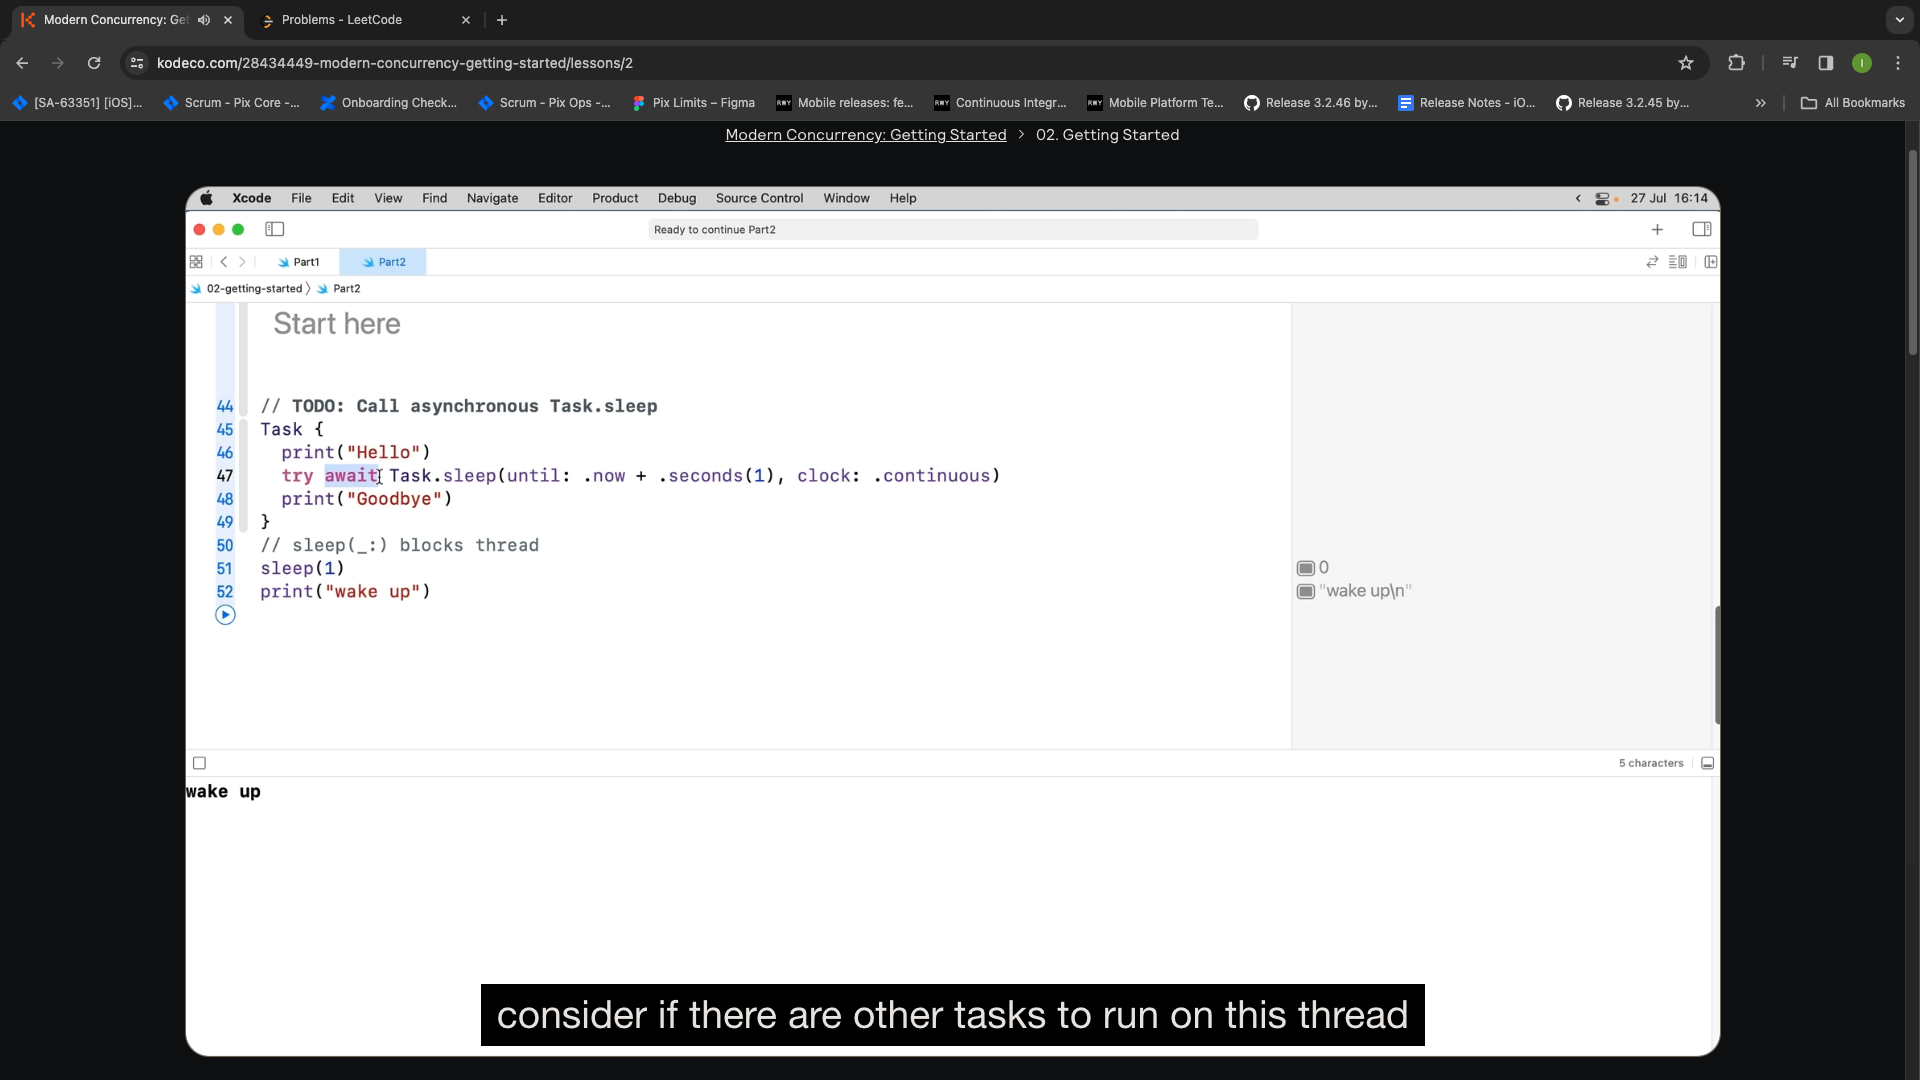 Modern Concurrency: Get
Problems - LeetCode
kodeco.com/28434449-modern-concurrency-getting-started/lessons/2
I
[SA-63351] [iOS]...
Scrum - Pix Core -...
Onboarding Check...
Scrum - Pix Ops -...
Pix Limits – Figma
RWY Mobile releases: fe...
RWY Continuous Integr...
RWY Mobile Platform Te...
Release 3.2.46 by...
Release Notes - iO...
Release 3.2.45 by...
All Bookmarks
Modern Concurrency: Getting Started > 02. Getting Started
Xcode File Edit View Find Navigate Editor Product Debug Source Control Window Help
27 Jul 16:14
Ready to continue Part2
Part1
Part2
02-getting-started
Part2
Start here
44 // TODO: Call asynchronous Task.sleep
45 Task {
46 print("Hello")
47 try await Task.sleep(until: .now + .seconds(1), clock: .continuous)
48 print("Goodbye")
49 }
50 // sleep(_:) blocks thread
51 sleep(1)
0
52 print("wake up")
"wake up\n"
5 characters
wake up
consider if there are other tasks to run on this thread